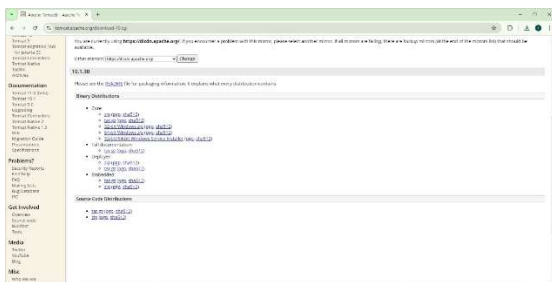 Apache Tomcat
tomcat.apache.org/download-10.cgi
Tomcat Native
Taglibs
Archives
Documentation
Tomcat 10.1
Tomcat 9.0
Upgrading
Tomcat Connectors
Tomcat Native 2
Wiki
Migration Guide
Presentations
Specifications
Problems?
Security Reports
Find help
FAQ
Mailing Lists
Bug Database
IRC
Get Involved
Overview
Source code
Buildbot
Tools
Media
Twitter
YouTube
Blog
Misc
Who We Are
You are currently using https://dlcdn.apache.org/. If you encounter a problem with this mirror, please select another mirror. If all mirrors are failing, there are backup mirrors (at the end of the mirrors list) that should be
available.
Other mirrors: https://dlcdn.apache.org/ Change
10.1.30
Please see the README file for packaging information. It explains what every distribution contains.
Binary Distributions
Core:
zip (pgp, sha512)
tar.gz (pgp, sha512)
32-bit Windows zip (pgp, sha512)
64-bit Windows zip (pgp, sha512)
32-bit/64-bit Windows Service Installer (pgp, sha512)
Full documentation:
tar.gz (pgp, sha512)
Deployer:
zip (pgp, sha512)
tar.gz (pgp, sha512)
Embedded:
tar.gz (pgp, sha512)
zip (pgp, sha512)
Source Code Distributions
tar.gz (pgp, sha512)
zip (pgp, sha512)